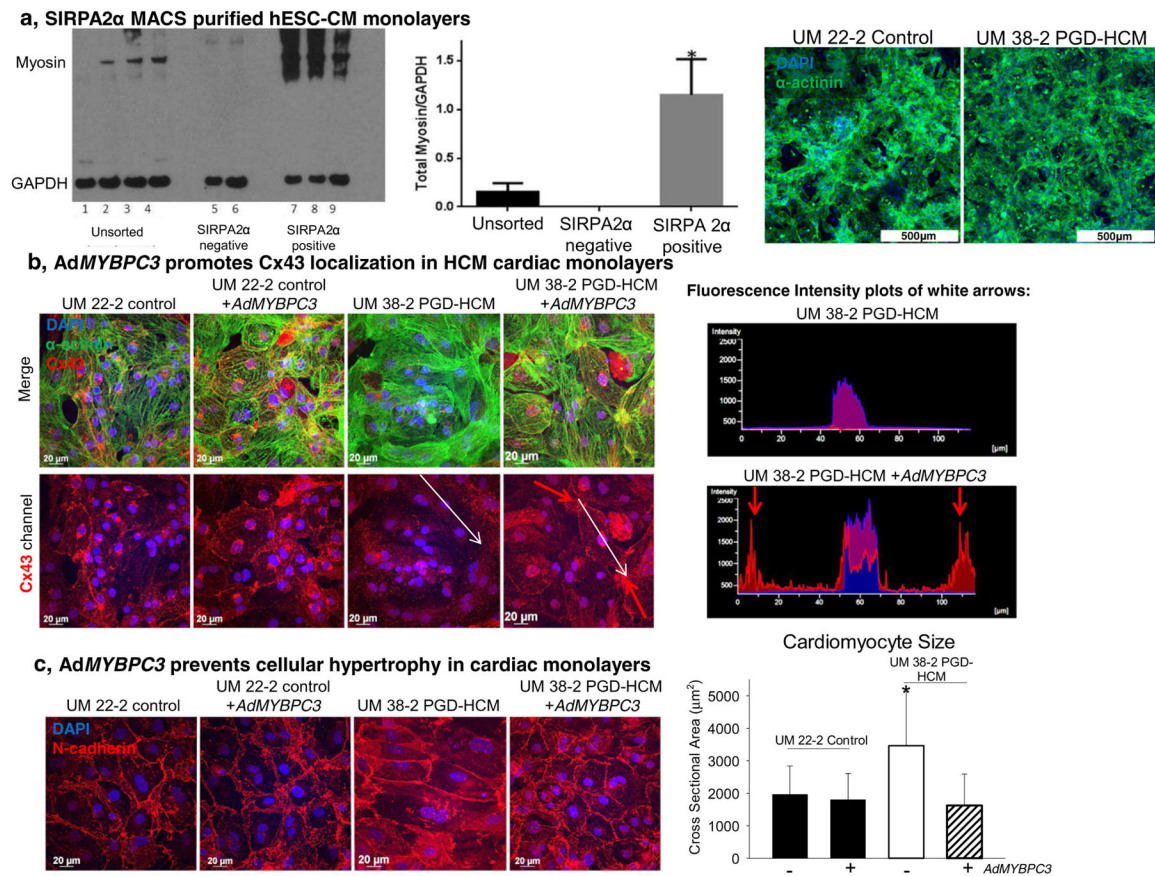 a, SIRPA2α MACS purified hESC-CM monolayers
Myosin
GAPDH
1 2 3 4 5 6 7 8 9
Unsorted
SIRPA2α
negative
SIRPA2α
positive
Total Myosin/GAPDH
1.5
1.0
0.5
0.0
*
Unsorted
SIRPA2α
negative
SIRPA 2α
positive
UM 22-2 Control
UM 38-2 PGD-HCM
DAPI
α-actinin
500µm
500µm
b, AdMYBPC3 promotes Cx43 localization in HCM cardiac monolayers
UM 22-2 control
UM 22-2 control
+AdMYBPC3
UM 38-2 PGD-HCM
UM 38-2 PGD-HCM
+AdMYBPC3
Merge
DAPI
α-actinin
Cx43
20 µm
20 µm
20 µm
20 µm
Cx43 channel
20 µm
20 µm
20 µm
20 µm
Fluorescence Intensity plots of white arrows:
UM 38-2 PGD-HCM
Intensity
2500
2000
1500
1000
500
0 20 40 60 80 100
[µm]
UM 38-2 PGD-HCM +AdMYBPC3
Intensity
2500
2000
1500
1000
500
0 20 40 60 80 100
[µm]
c, AdMYBPC3 prevents cellular hypertrophy in cardiac monolayers
UM 22-2 control
UM 22-2 control
+AdMYBPC3
UM 38-2 PGD-HCM
UM 38-2 PGD-HCM
+AdMYBPC3
DAPI
N-cadherin
20 µm
20 µm
20 µm
20 µm
Cardiomyocyte Size
Cross Sectional Area (µm²)
5000
4000
3000
2000
1000
0
UM 22-2 Control
UM 38-2 PGD-
HCM
*
- + - + AdMYBPC3